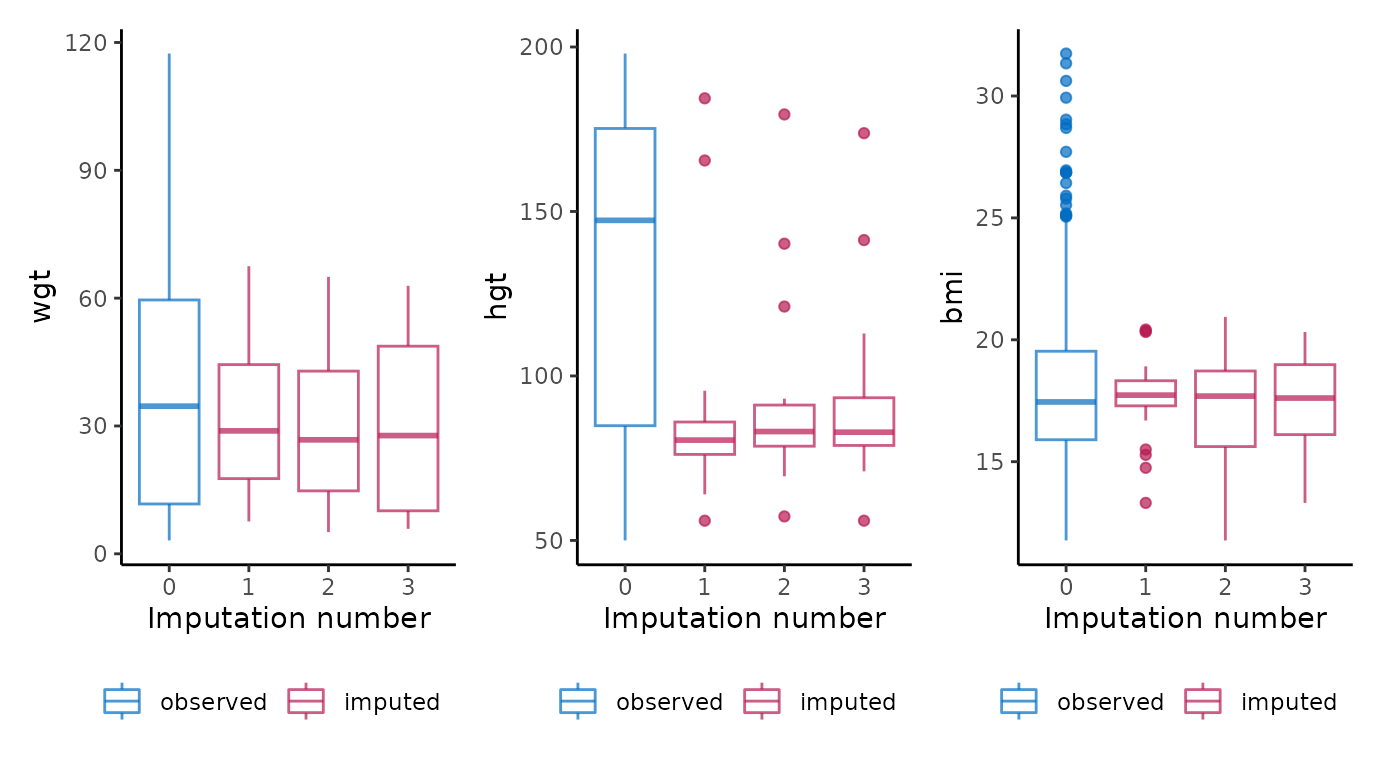 wgt
120
90
60
30
0
0 1 2 3
Imputation number
observed imputed
hgt
200
150
100
50
0 1 2 3
Imputation number
observed imputed
bmi
30
25
20
15
0 1 2 3
Imputation number
observed imputed